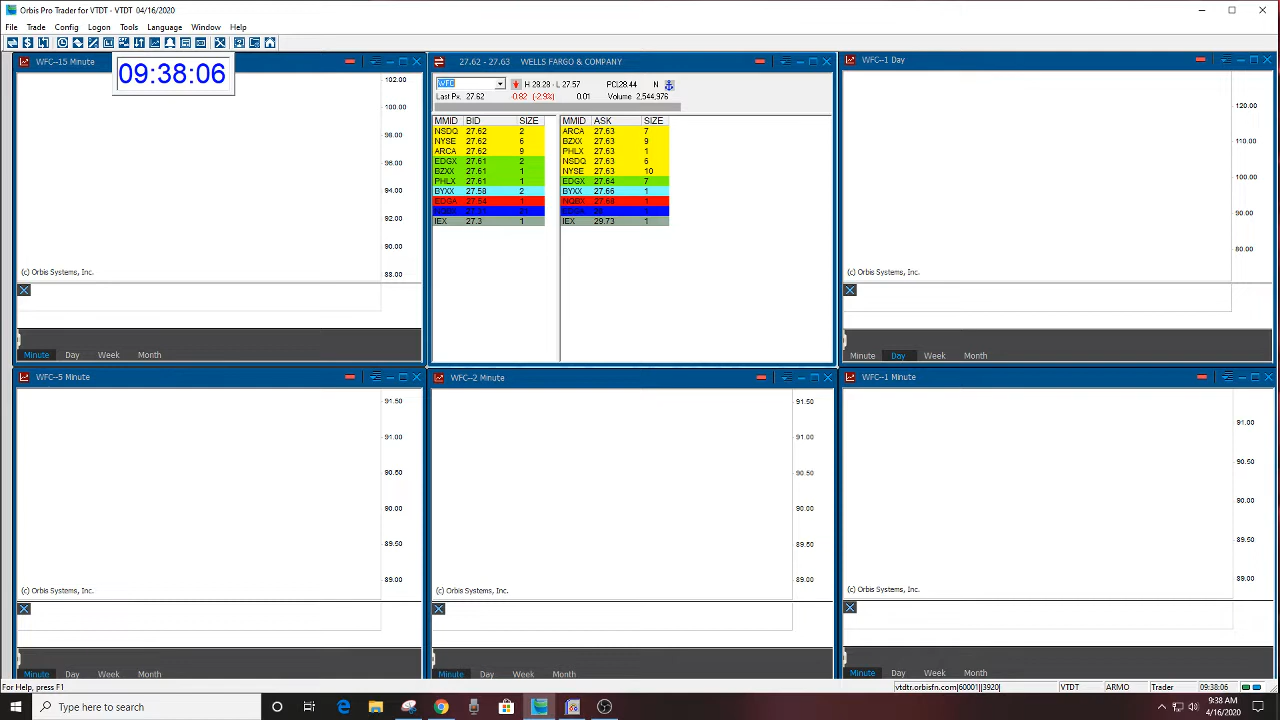 Orbis Pro Trader for VTDT - VTDT 04/16/2020
File Trade Config Logon Tools Language Window Help
WFC--15 Minute
09:38:06
102.00
100.00
98.00
96.00
94.00
92.00
90.00
88.00
(c) Orbis Systems, Inc.
Minute Day Week Month
27.62 - 27.63 WELLS FARGO & COMPANY
WFC H 28.28 - L 27.57 PCl28.44 N
Last Px. 27.62 -0.82 (-2.9%) 0.01 Volume 2,544,976
MMID BID SIZE MMID ASK SIZE
NSDQ 27.62 2 ARCA 27.63 7
NYSE 27.62 6 BZXX 27.63 9
ARCA 27.62 9 PHLX 27.63 1
EDGX 27.61 2 NSDQ 27.63 6
BZXX 27.61 1 NYSE 27.63 10
PHLX 27.61 1 EDGX 27.64 7
BYXX 27.58 2 BYXX 27.66 1
EDGA 27.54 1 NQBX 27.68 1
EDGA
IEX 27.3 1 IEX 29.73 1
WFC--1 Day
120.00
110.00
100.00
90.00
80.00
(c) Orbis Systems, Inc.
Minute Day Week Month
WFC--5 Minute
91.50
91.00
90.50
90.00
89.50
89.00
(c) Orbis Systems, Inc.
Minute Day Week Month
WFC--2 Minute
91.50
91.00
90.50
90.00
89.50
89.00
(c) Orbis Systems, Inc.
Minute Day Week Month
WFC--1 Minute
91.00
90.50
90.00
89.50
89.00
(c) Orbis Systems, Inc.
Minute Day Week Month
For Help, press F1
vtdtr.orbisfn.com|60001||3920| VTDT ARMO Trader 09:38:06
Type here to search
9:38 AM
4/16/2020